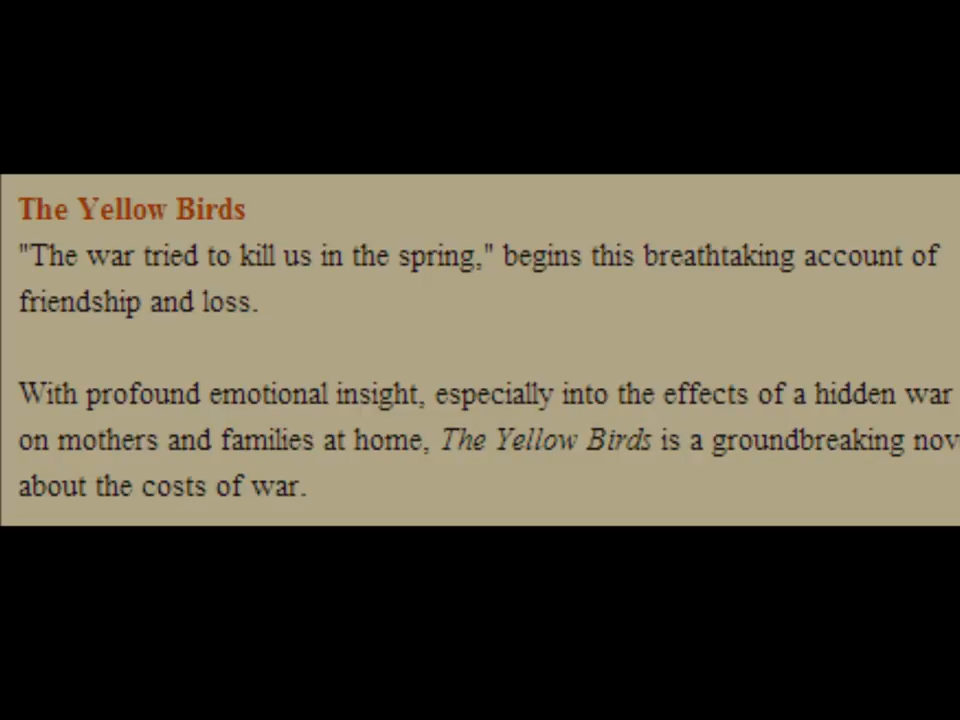 The Yellow Birds
"The war tried to kill us in the spring," begins this breathtaking account of
friendship and loss.
With profound emotional insight, especially into the effects of a hidden war
on mothers and families at home, The Yellow Birds is a groundbreaking nov
about the costs of war.